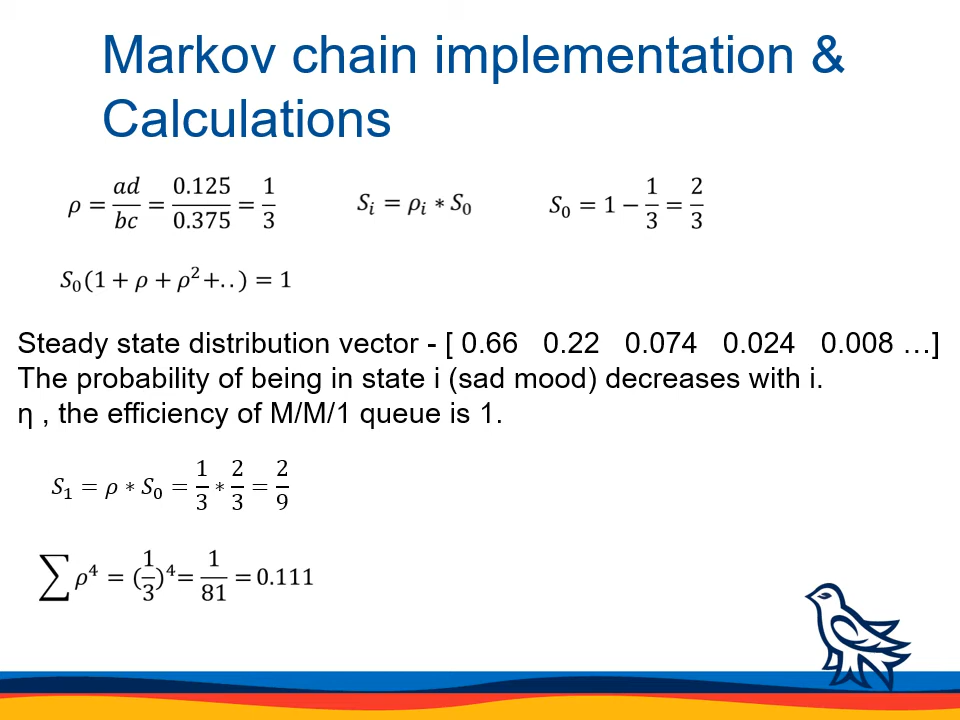 Markov chain implementation &
Calculations
ρ = ad/bc = 0.125/0.375 = 1/3
S_i = ρ_i * S_0
S_0 = 1 − 1/3 = 2/3
S_0(1 + ρ + ρ^2+..) = 1
Steady state distribution vector - [ 0.66 0.22 0.074 0.024 0.008 …]
The probability of being in state i (sad mood) decreases with i.
η , the efficiency of M/M/1 queue is 1.
S_1 = ρ * S_0 = 1/3 * 2/3 = 2/9
∑ ρ^4 = (1/3)^4 = 1/81 = 0.111